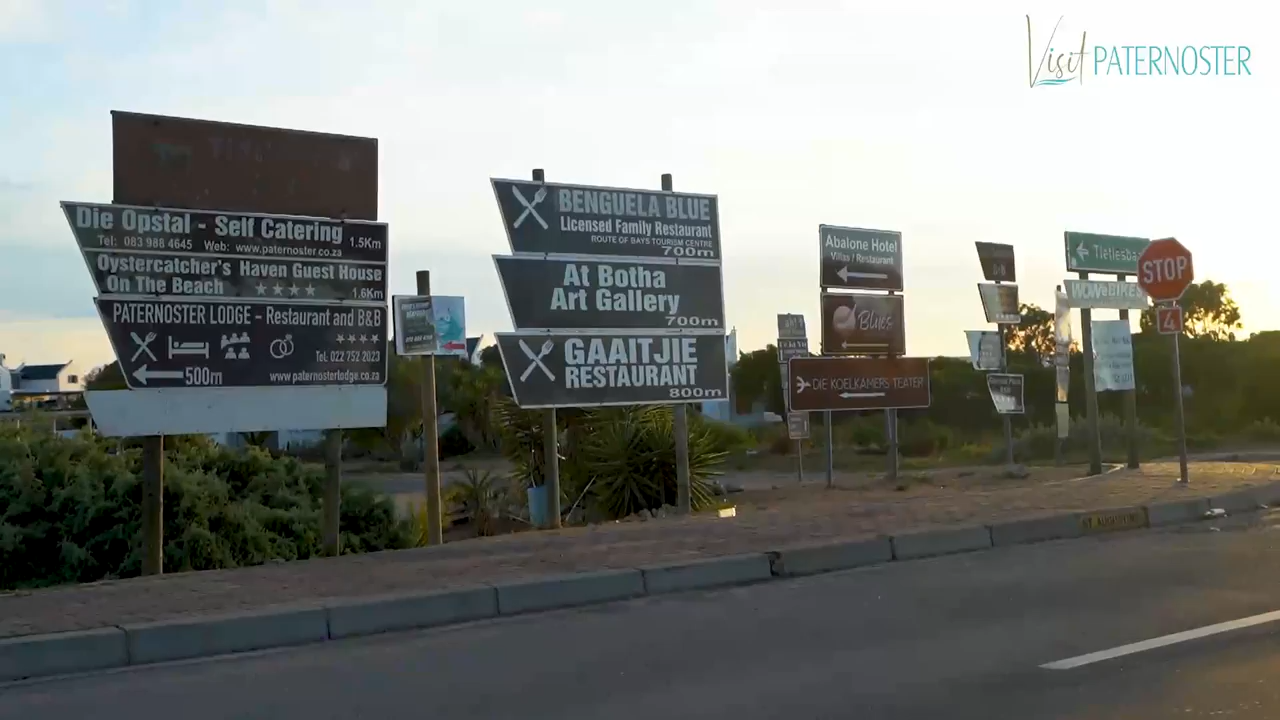 Visit PATERNOSTER
Die Opstal - Self Catering
Tel: 083 988 4645 Web: www.paternoster.co.za 1.5Km
Oystercatcher's Haven Guest House
On The Beach ★★★★ 1.6Km
PATERNOSTER LODGE - Restaurant and B&B
★★★★
Tel: 022 752 2023
500m www.paternosterlodge.co.za
BENGUELA BLUE
Licensed Family Restaurant
ROUTE OF BAYS TOURISM CENTRE
700m
At Botha
Art Gallery
700m
GAAITJIE
RESTAURANT
800m
Abalone Hotel
Villas / Restaurant
Blues
DIE KOELKAMERS TEATER
STOP
4